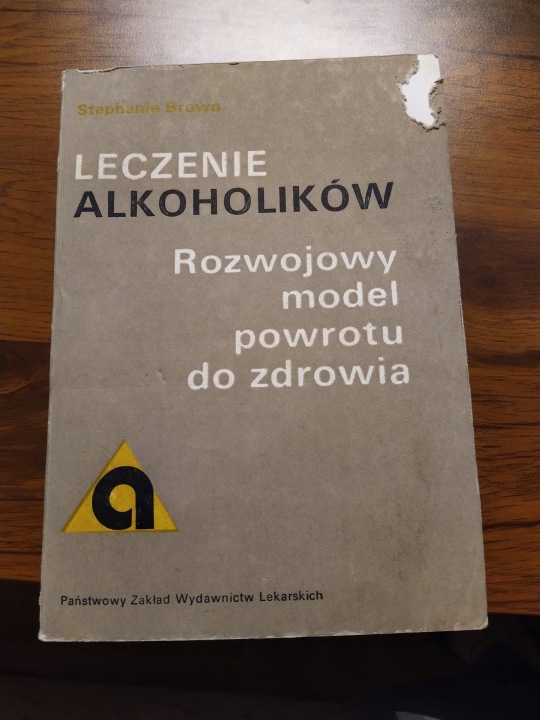 Stephanie Brown
LECZENIE
ALKOHOLIKÓW
Rozwojowy
model
powrotu
do zdrowia
a
Państwowy Zakład Wydawnictw Lekarskich